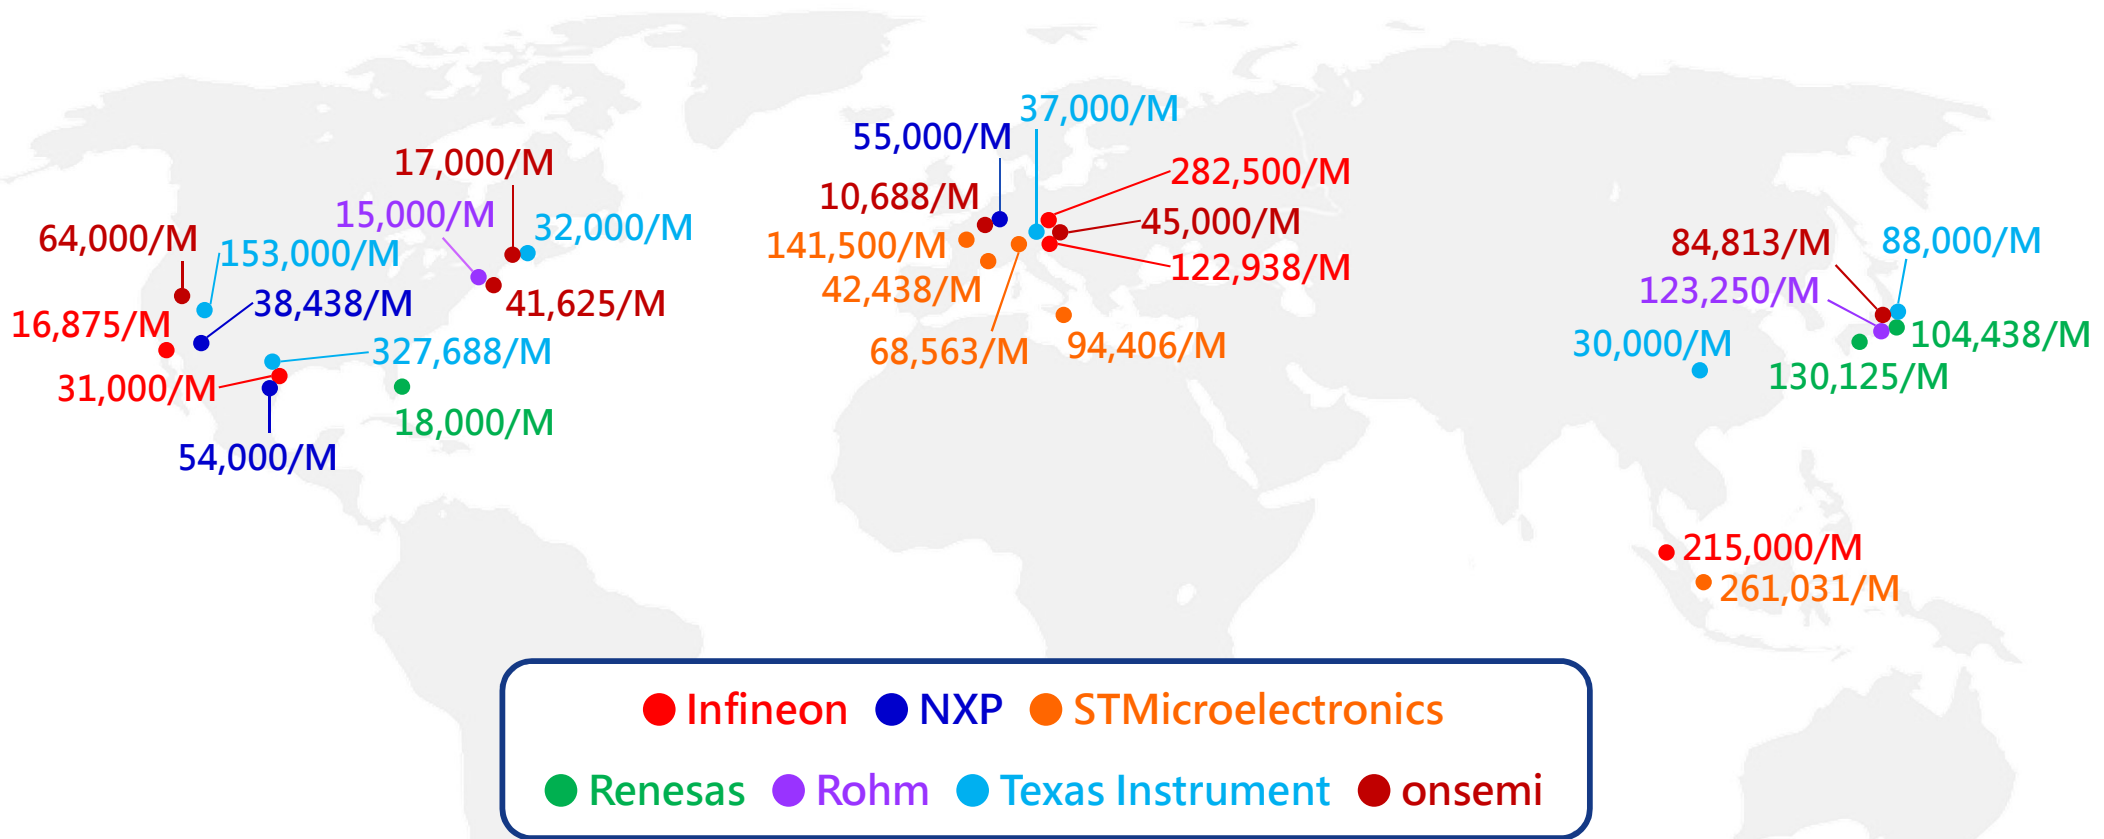 37,000/M
55,000/M
17,000/M
282,500/M
10,688/M
15,000/M
45,000/M
32,000/M
64,000/M
153,000/M
141,500/M
84,813/M
88,000/M
122,938/M
42,438/M
123,250/M
38,438/M
41,625/M
16,875/M
104,438/M
94,406/M
30,000/M
327,688/M
68,563/M
130,125/M
31,000/M
18,000/M
54,000/M
215,000/M
261,031/M
Infineon NXP STMicroelectronics
Renesas Rohm Texas Instrument onsemi